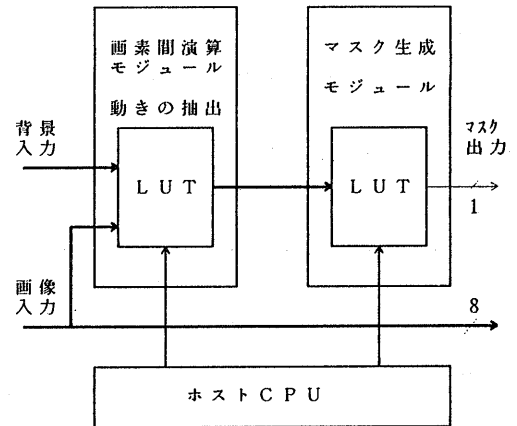 画素間演算
モジュール
動きの抽出
マスク生成
モジュール
背景
入力
LUT
LUT
マスク
出力
1
画像
入力
8
ホストCPU